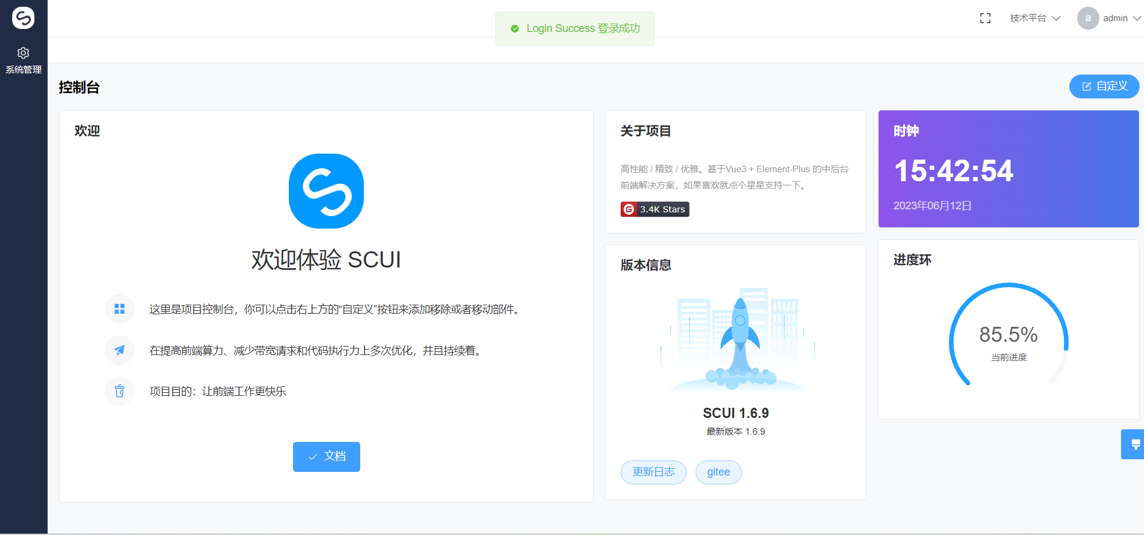 Login Success 登录成功
技术平台
a
admin
系统管理
控制台
自定义
欢迎
欢迎体验 SCUI
这里是项目控制台，你可以点击右上方的“自定义”按钮来添加移除或者移动部件。
在提高前端算力、减少带宽请求和代码执行力上多次优化，并且持续着。
项目目的：让前端工作更快乐
文档
关于项目
高性能 / 精致 / 优雅。基于Vue3 + Element-Plus 的中后台
前端解决方案，如果喜欢就点个星星支持一下。
G 3.4K Stars
版本信息
SCUI 1.6.9
最新版本 1.6.9
更新日志
gitee
时钟
15:42:54
2023年06月12日
进度环
85.5%
当前进度